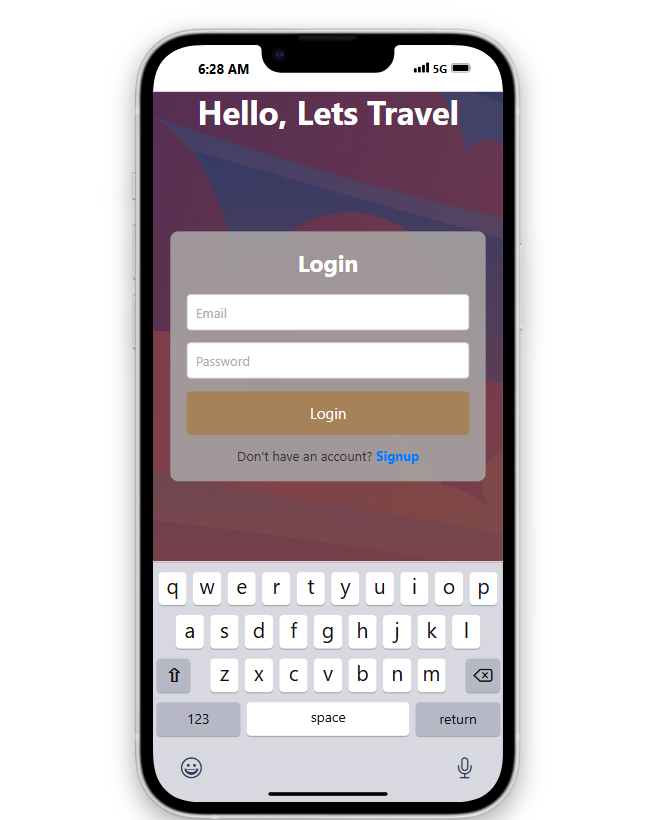 6:28 AM 5G
Hello, Lets Travel
Login
Email
Password
Login
Don't have an account? Signup
q w e r t y u i o p
a s d f g h j k l
z x c v b n m
123 space return